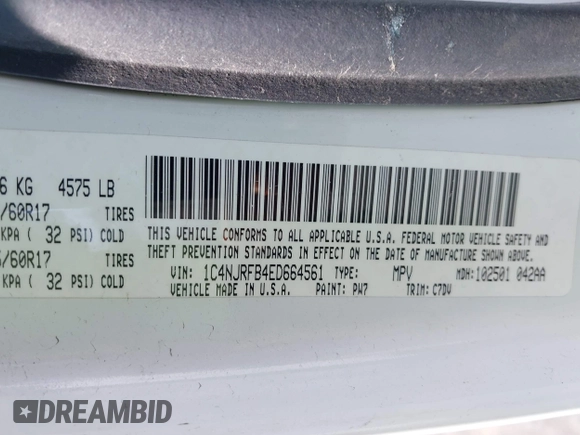 6 KG 4575 LB
/60R17 TIRES
KPA ( 32 PSI) COLD
/60R17 TIRES
KPA ( 32 PSI) COLD
THIS VEHICLE CONFORMS TO ALL APPLICABLE U.S.A. FEDERAL MOTOR VEHICLE SAFETY AND
THEFT PREVENTION STANDARDS IN EFFECT ON THE DATE OF MANUFACTURE SHOWN ABOVE.
VIN: 1C4NJRFB4ED664561 TYPE: MPV MDH: 102501 042AA
VEHICLE MADE IN U.S.A. PAINT: PW7 TRIM: C7DV
DREAMBID